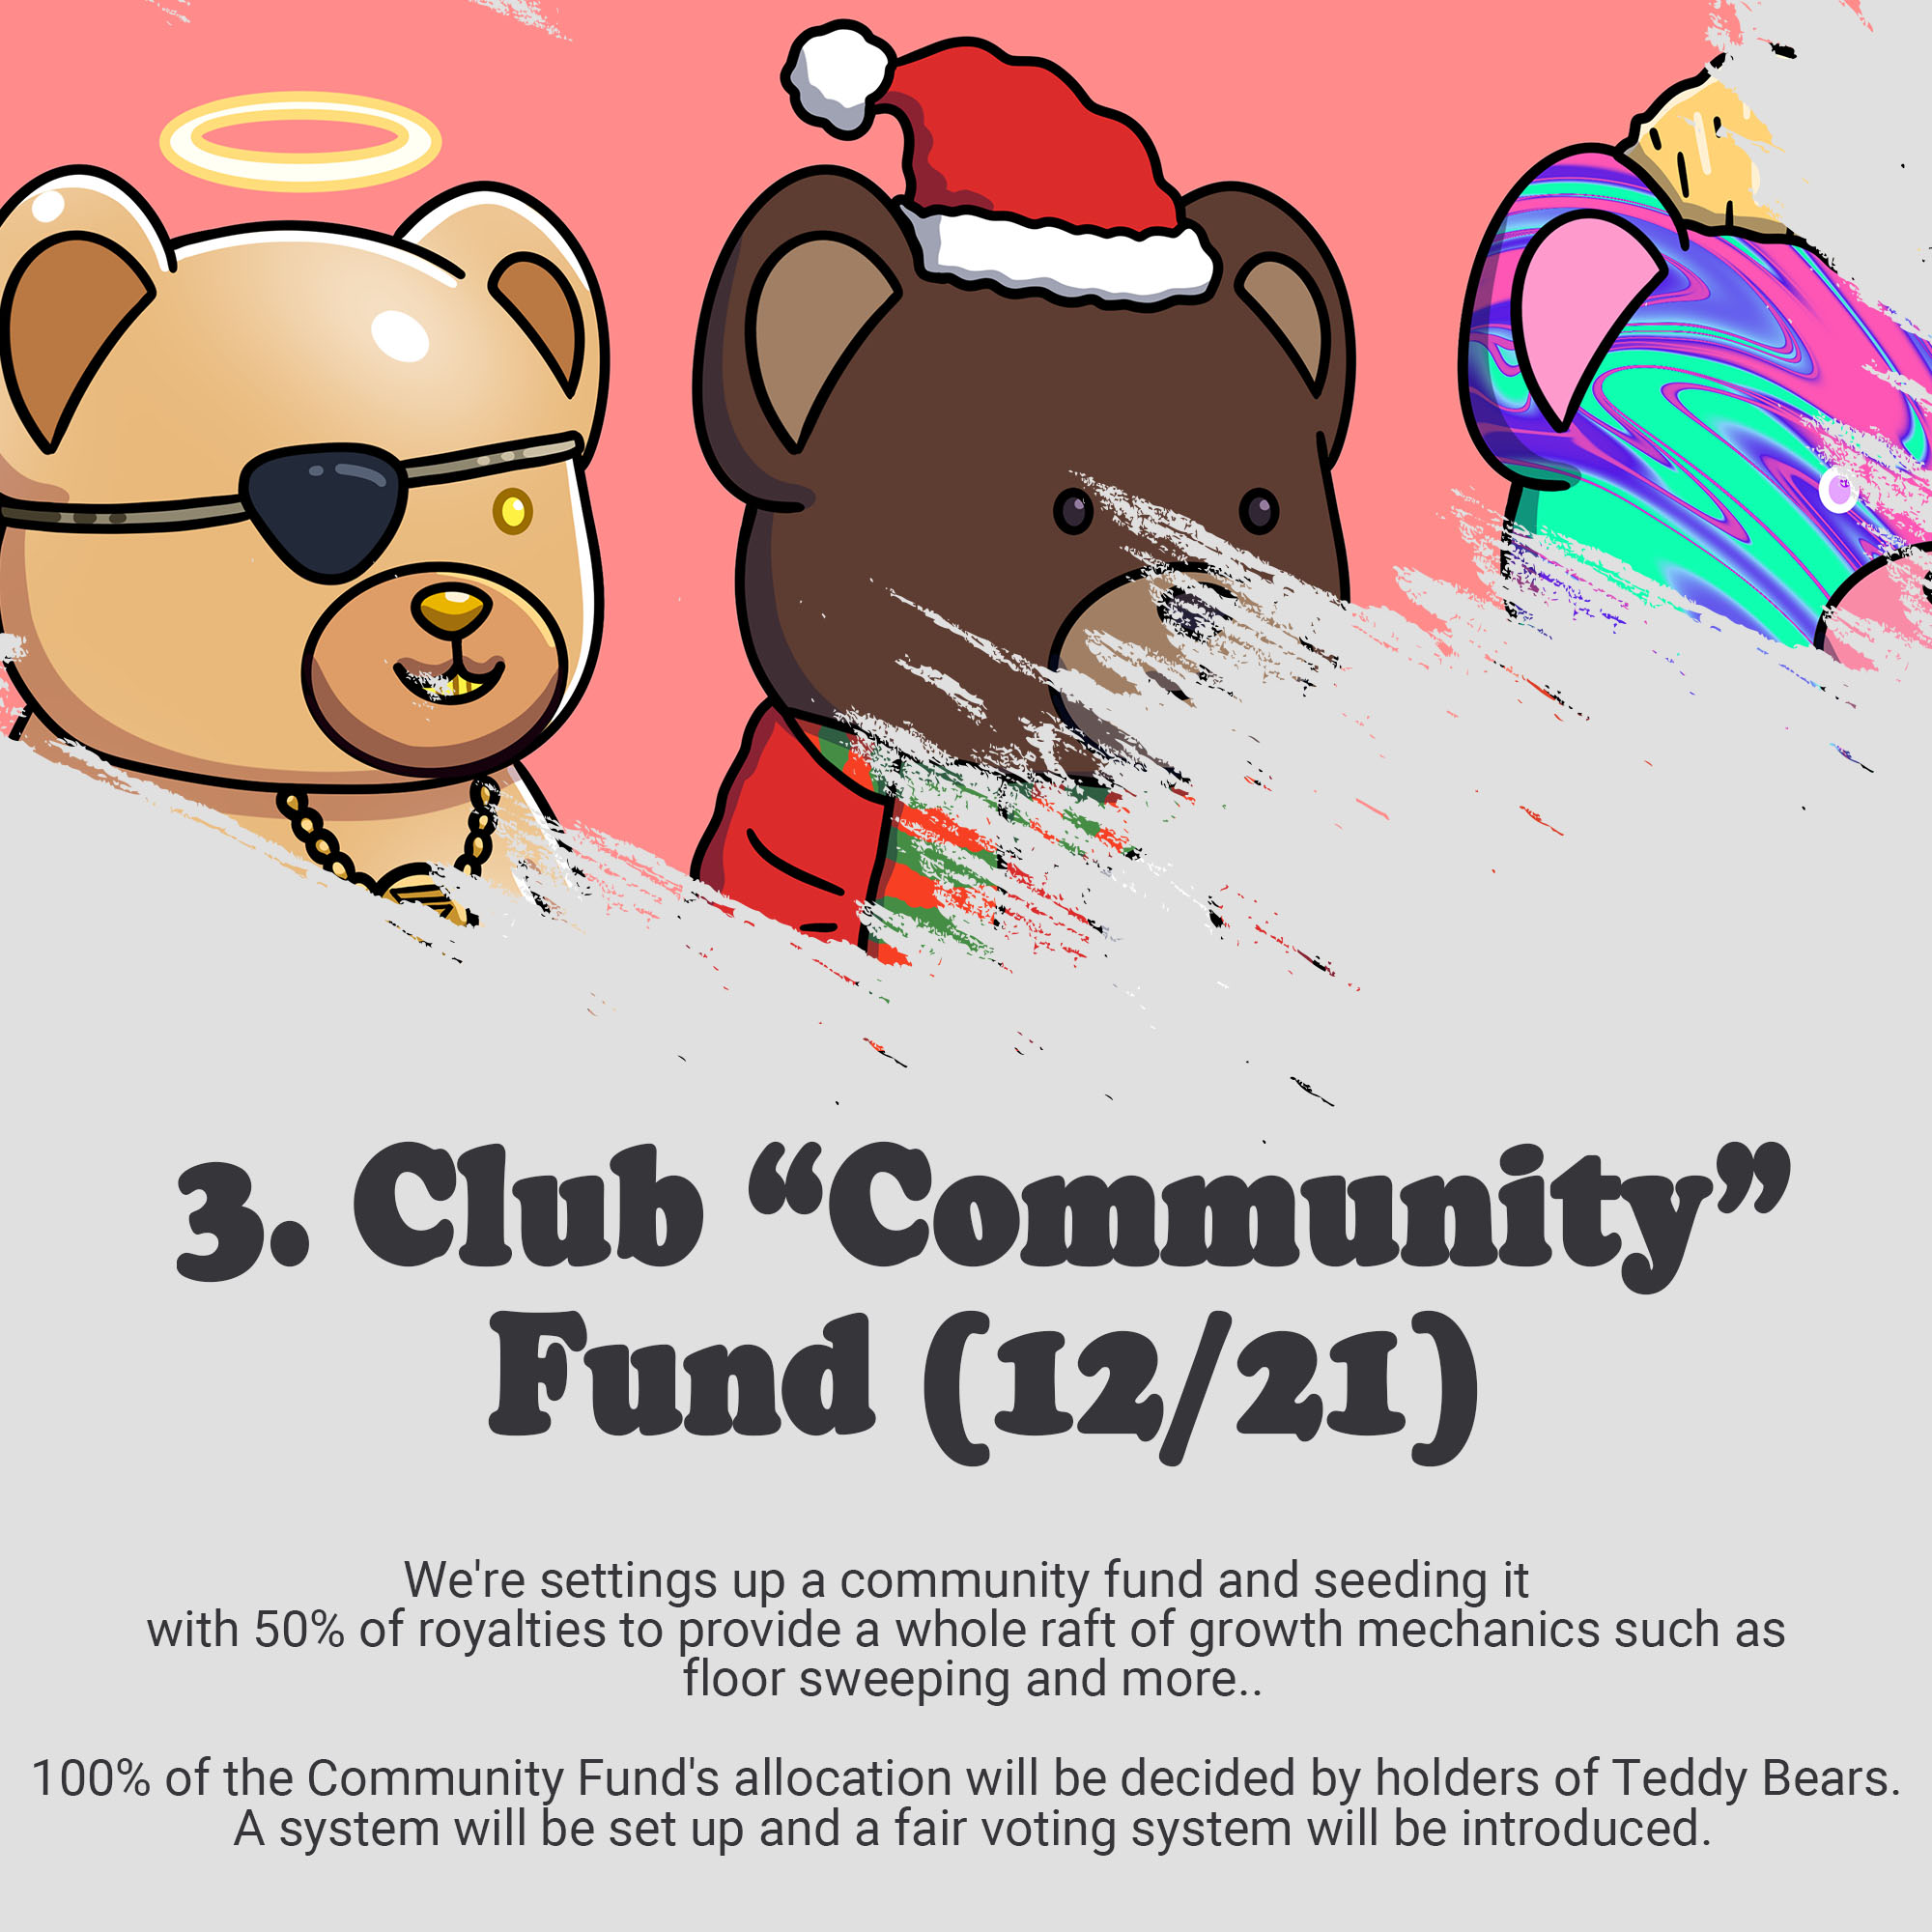 3. Club “Community”
Fund (12/21)
We're settings up a community fund and seeding it
with 50% of royalties to provide a whole raft of growth mechanics such as
floor sweeping and more..
100% of the Community Fund's allocation will be decided by holders of Teddy Bears.
A system will be set up and a fair voting system will be introduced.